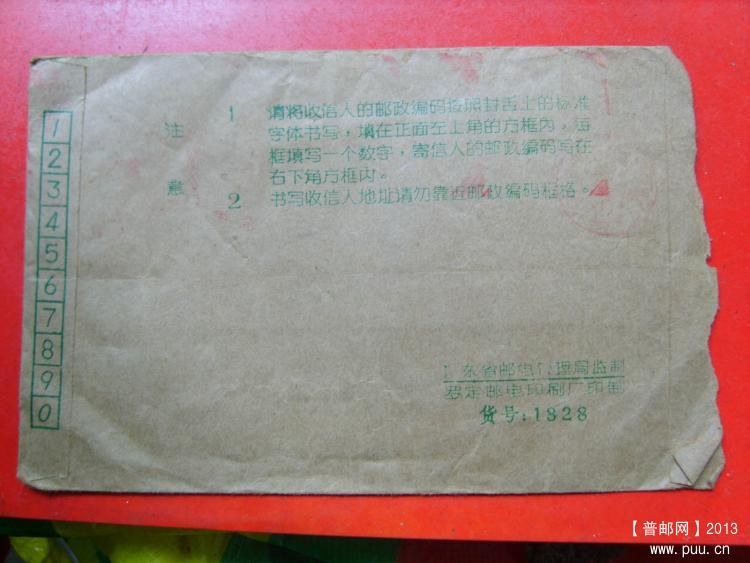 1
2
3
4
5
6
7
8
9
0
注意
1 请将收信人的邮政编码按照封舌上的标准
字体书写，填在正面左上角的方框内。每
框填写一个数字，寄信人的邮政编码写在
右下角方框内。
2 书写收信人地址请勿靠近邮政编码框格。
广东省邮电管理局监制
罗定邮电印刷厂印制
货号:1828
【普邮网】2013
www.puu.cn